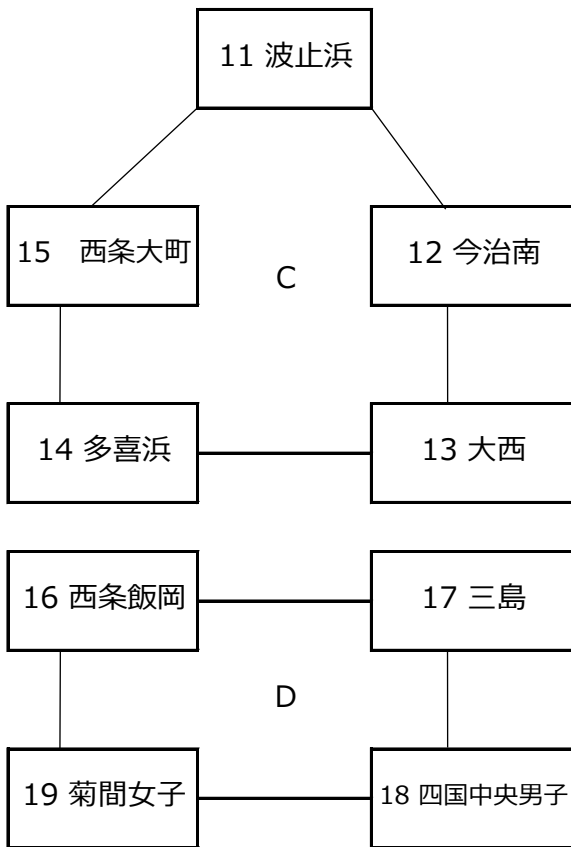 11 波止浜
15　西条大町
C
12 今治南
14 多喜浜
13 大西
16 西条飯岡
17 三島
D
19 菊間女子
18 四国中央男子